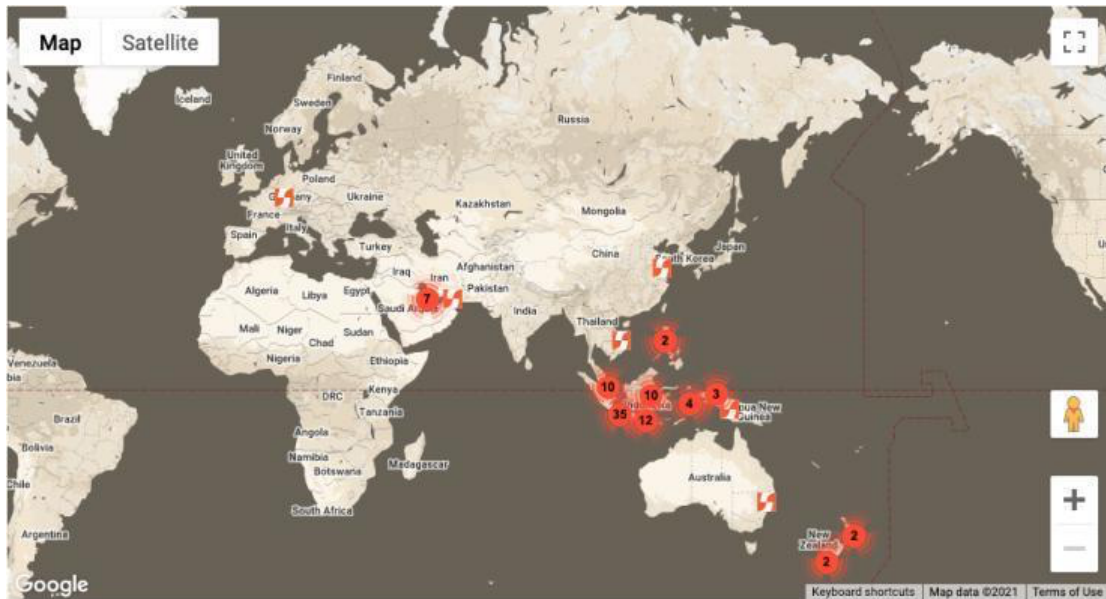 Map Satellite
Iceland
Finland
Sweden
Norway
Russia
United
Kingdom
Poland
Ukraine
France
Kazakhstan
Mongolia
Spain
Italy
Turkey
China
Japan
South Korea
Iraq
Iran
Afghanistan
Pakistan
Algeria
Libya
Egypt
7
India
Mali
Niger
Sudan
Chad
Thailand
2
Nigeria
Ethiopia
Venezuela
Kenya
DRC
Tanzania
10
10
3
4
35
12
Guinea
Brazil
Angola
Bolivia
Namibia
Botswana
Madagascar
Australia
Chile
South Africa
Argentina
New
Zealand
2
2
Google
Keyboard shortcuts Map data ©2021 Terms of Use